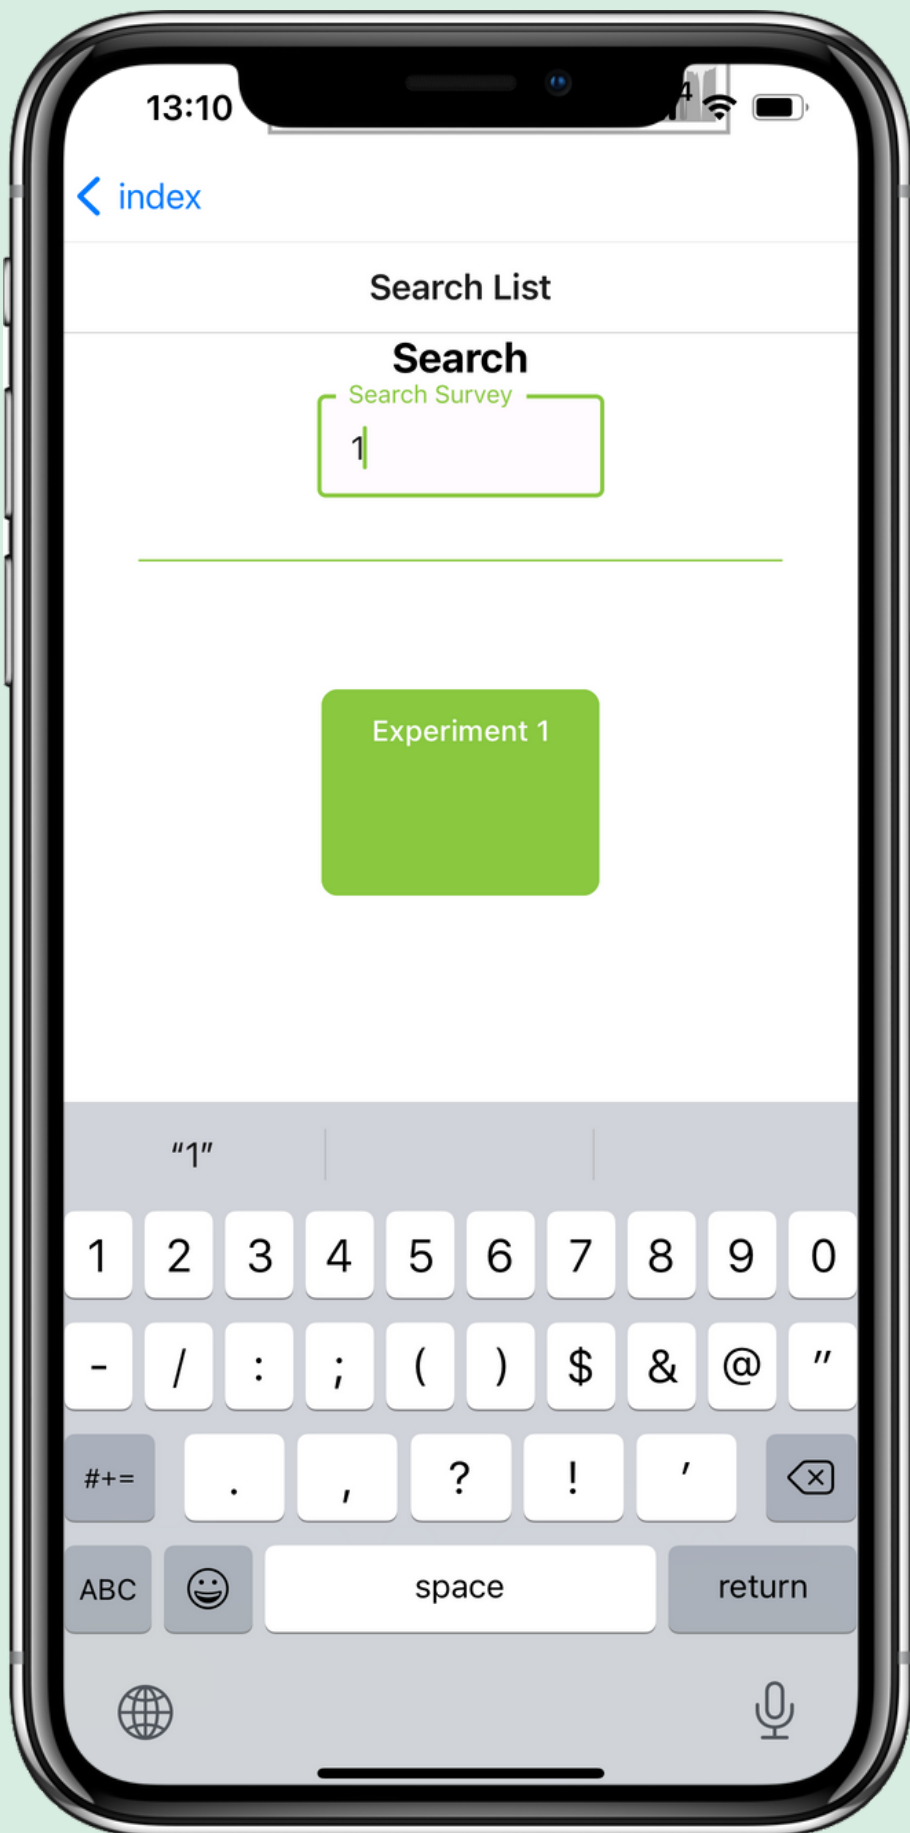 13:10
4
index
Search List
Search
Search Survey
1
Experiment 1
“1”
1 2 3 4 5 6 7 8 9 0
- / : ; ( ) $ & @ "
#+= . , ? ! '
ABC space return